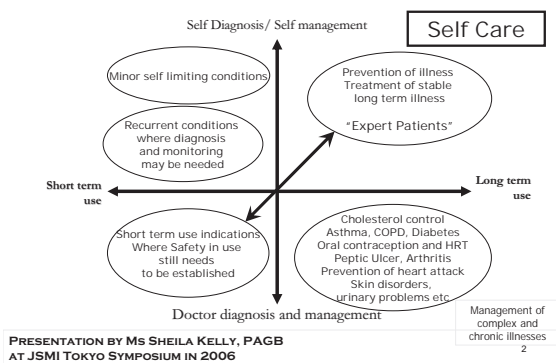 Self Diagnosis/ Self management
Self Care
Minor self limiting conditions
Prevention of illness
Treatment of stable
long term illness
"Expert Patients"
Recurrent conditions
where diagnosis
and monitoring
may be needed
Short term
use
Long term
use
Short term use indications
Where Safety in use
still needs
to be established
Cholesterol control
Asthma, COPD, Diabetes
Oral contraception and HRT
Peptic Ulcer, Arthritis
Prevention of heart attack
Skin disorders,
urinary problems etc
Doctor diagnosis and management
Management of
complex and
chronic illnesses
2
PRESENTATION BY MS SHEILA KELLY, PAGB
AT JSMI TOKYO SYMPOSIUM IN 2006